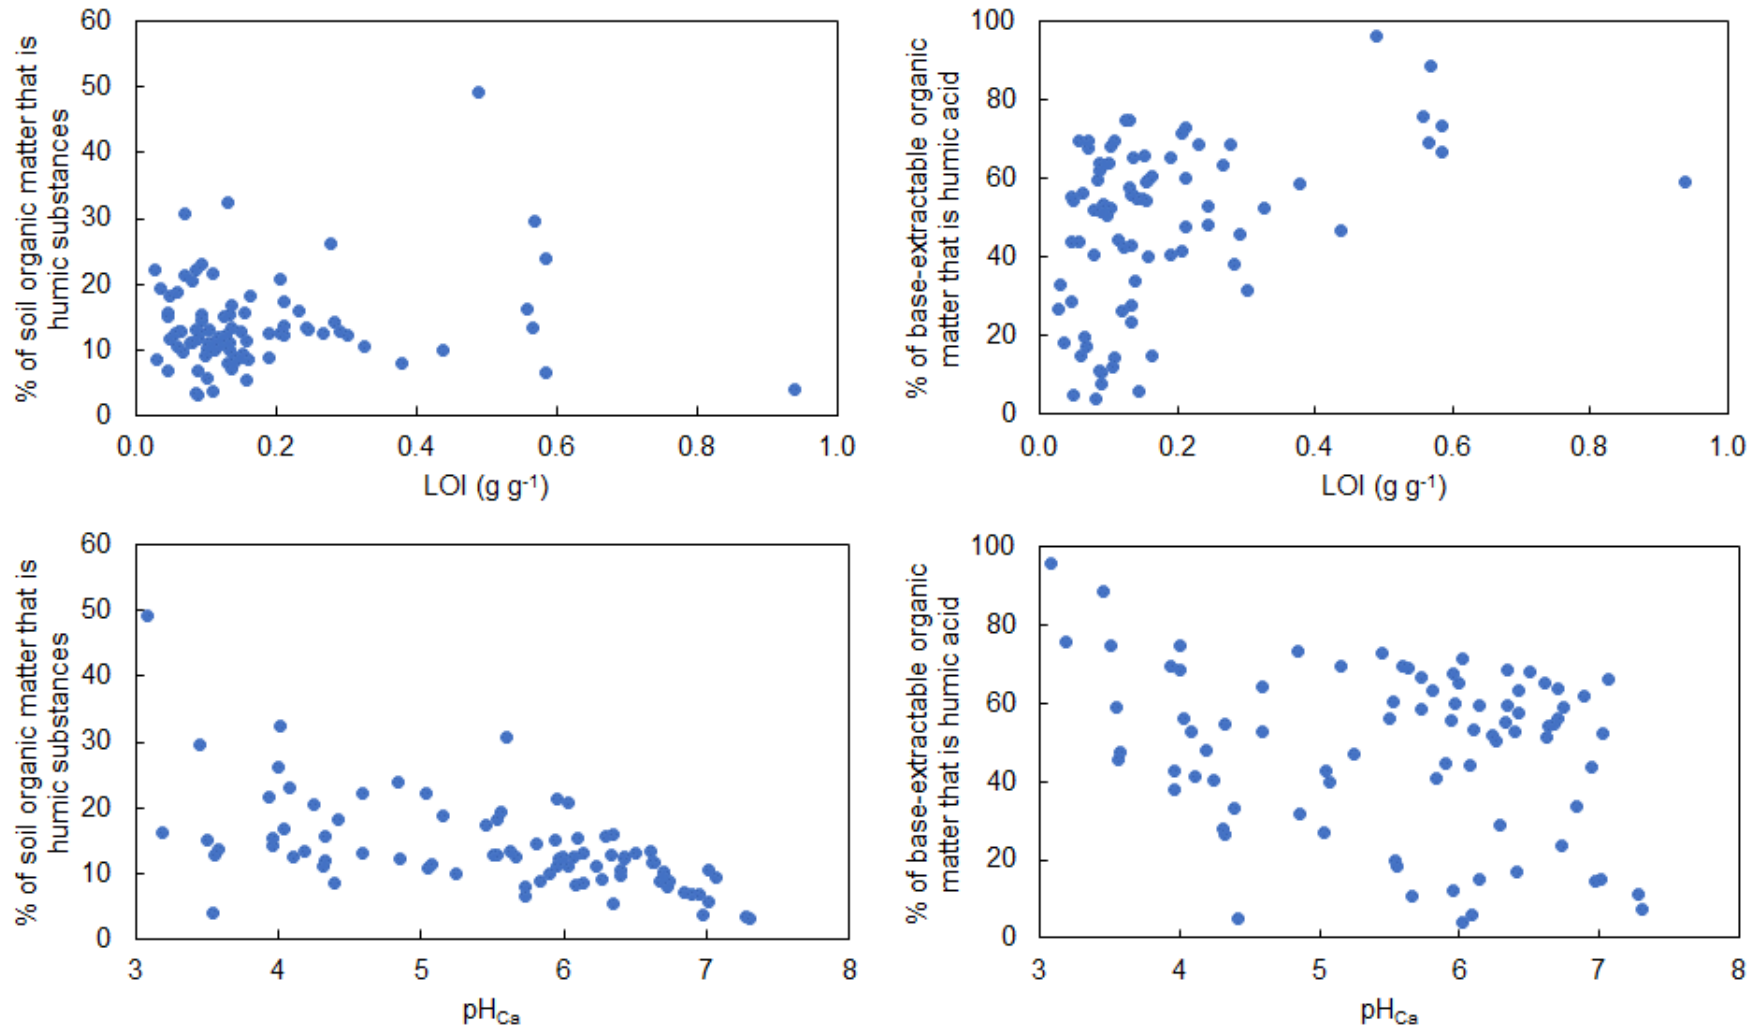 % of soil organic matter that is
humic substances
60
50
40
30
20
10
0
0.0 0.2 0.4 0.6 0.8 1.0
LOI (g g-1)
% of base-extractable organic
matter that is humic acid
100
80
60
40
20
0
0.0 0.2 0.4 0.6 0.8 1.0
LOI (g g-1)
% of soil organic matter that is
humic substances
60
50
40
30
20
10
0
3 4 5 6 7 8
pHCa
% of base-extractable organic
matter that is humic acid
100
80
60
40
20
0
3 4 5 6 7 8
pHCa